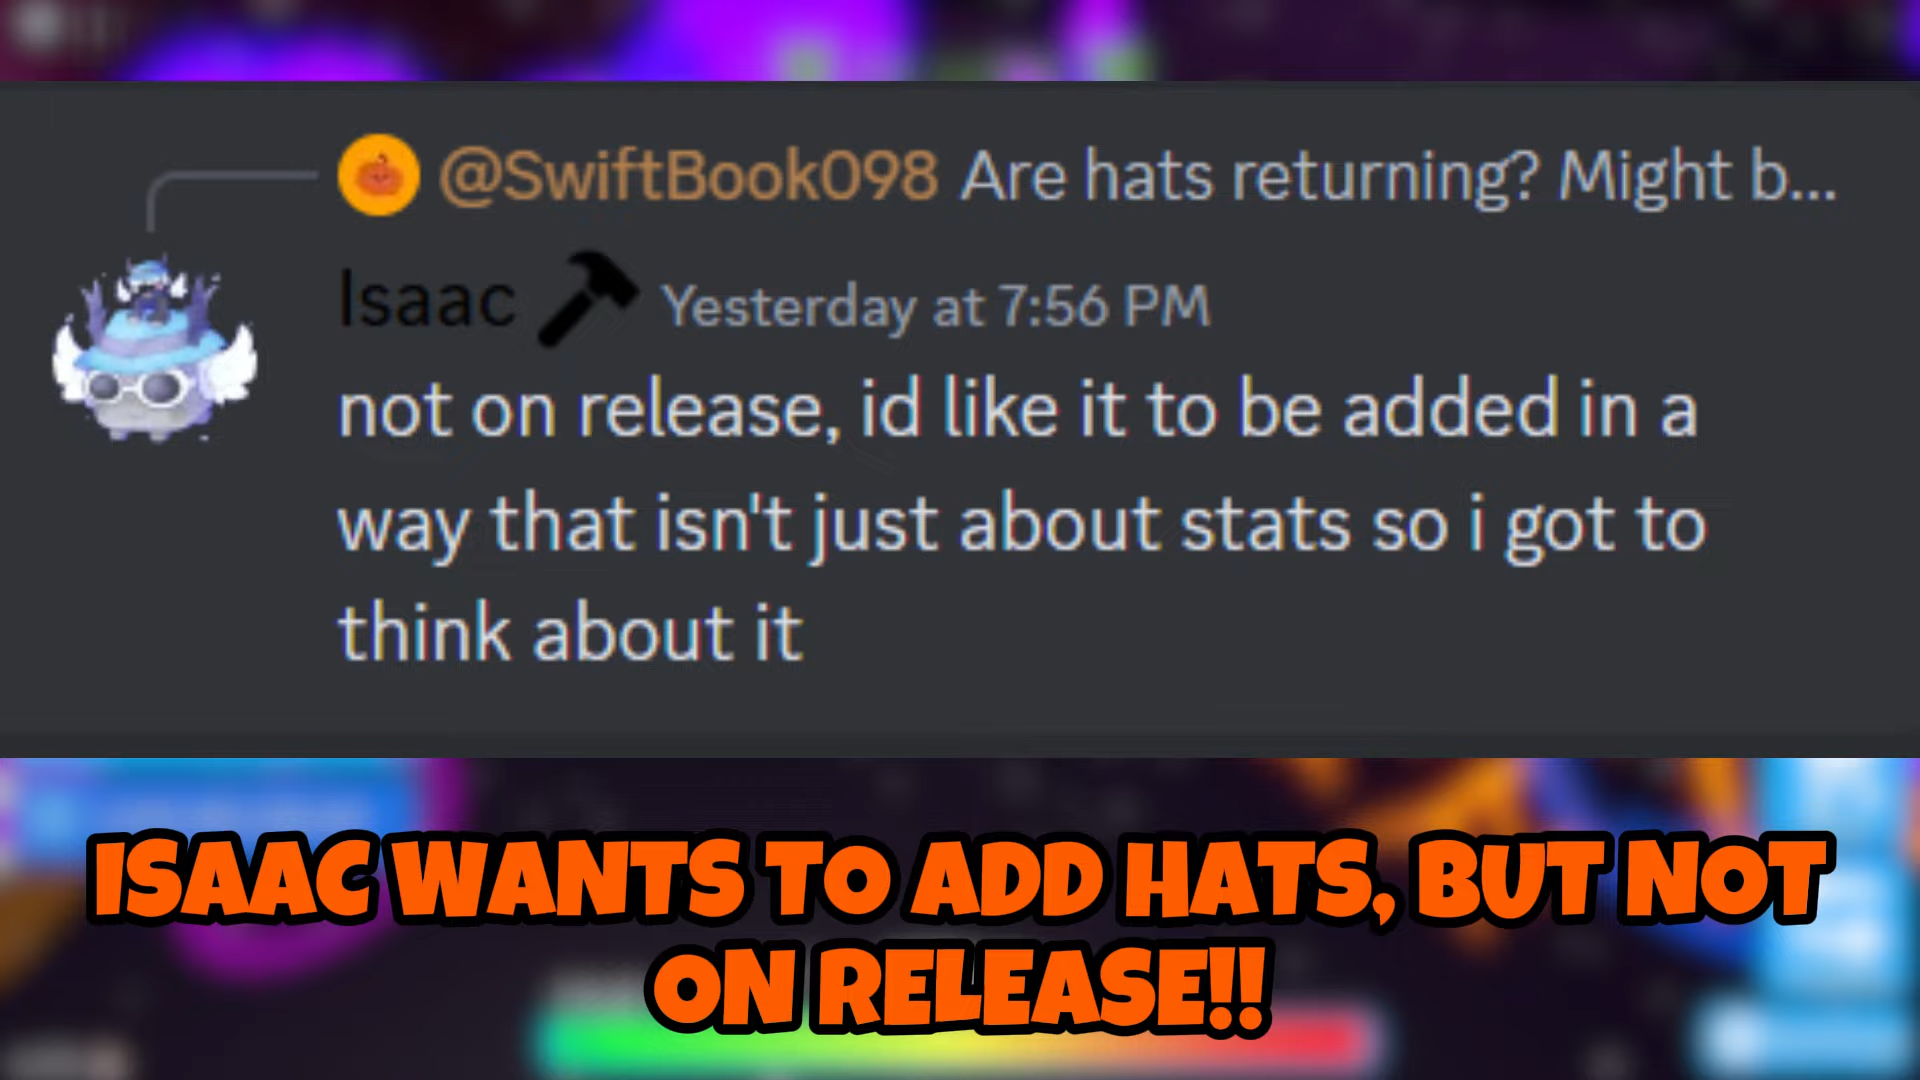 @SwiftBook098 Are hats returning? Might b...
Isaac Yesterday at 7:56 PM
not on release, id like it to be added in a
way that isn't just about stats so i got to
think about it
ISAAC WANTS TO ADD HATS, BUT NOT
ON RELEASE!!